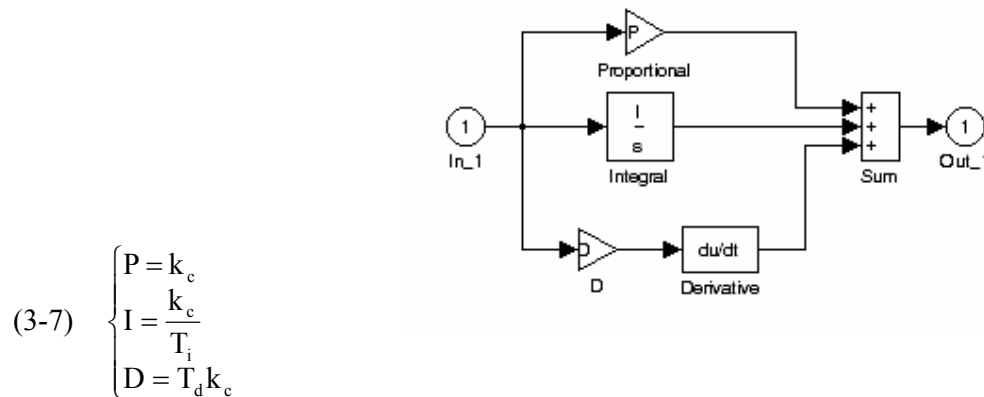 P
Proportional
1
In_1
I
s
Integral
+
+
+
Sum
1
Out_1
D
D
du/dt
Derivative
(3-7) { P = k_c
I = k_c / T_i
D = T_d k_c